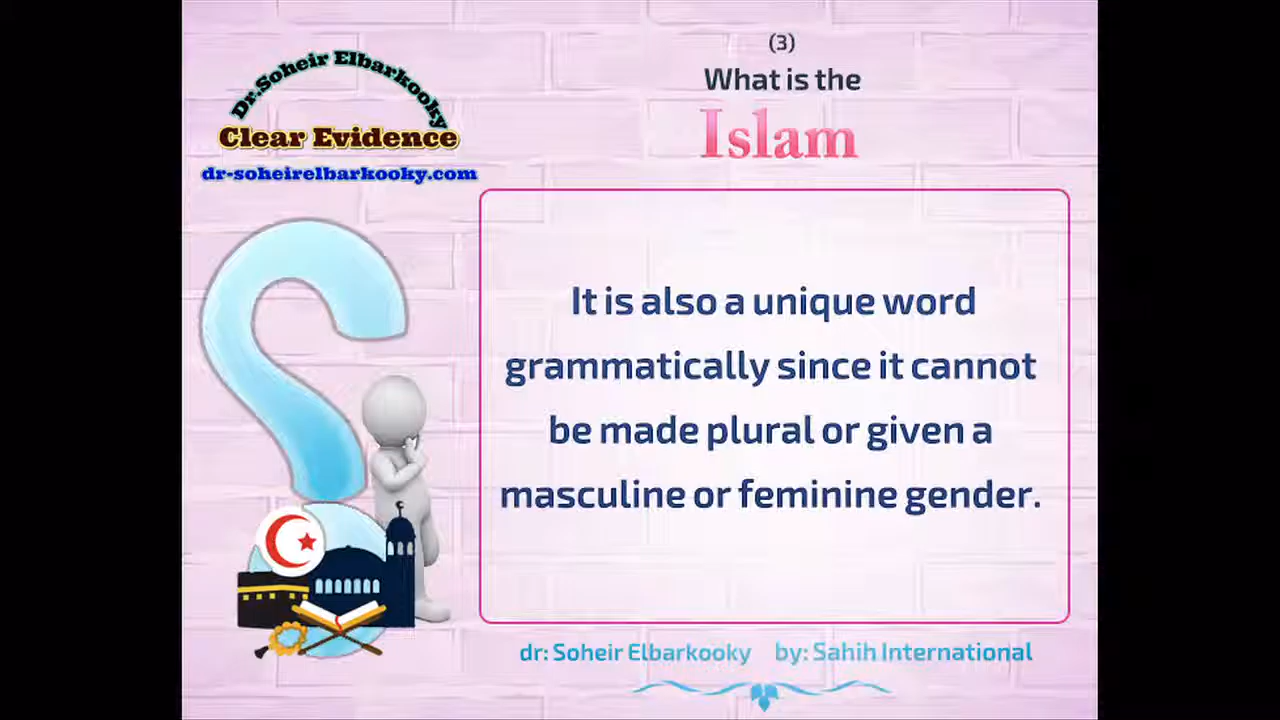 Dr.Soheir Elbarkooky
Clear Evidence
dr-soheirelbarkooky.com
(3)
What is the
Islam
It is also a unique word
grammatically since it cannot
be made plural or given a
masculine or feminine gender.
dr: Soheir Elbarkooky by: Sahih International